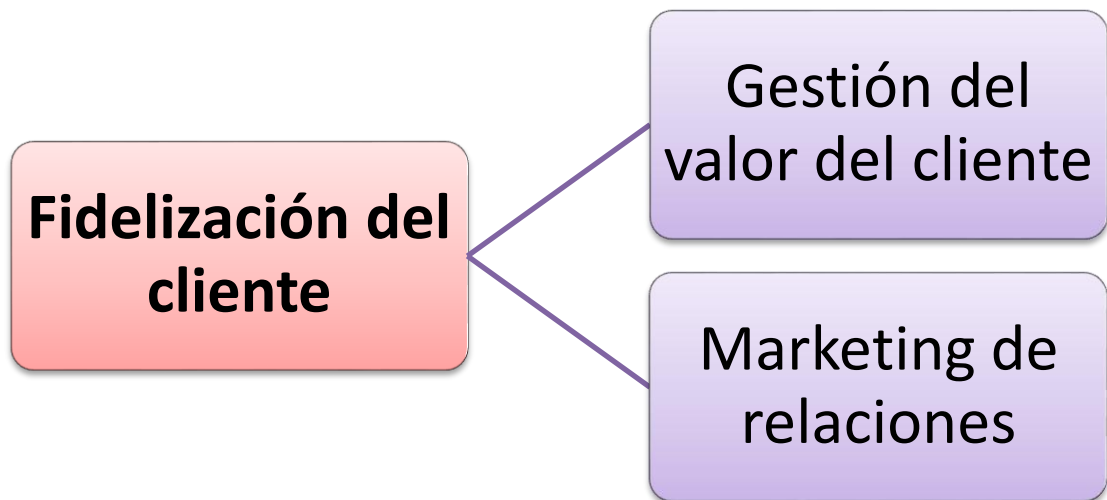 Fidelización del
cliente
Gestión del
valor del cliente
Marketing de
relaciones